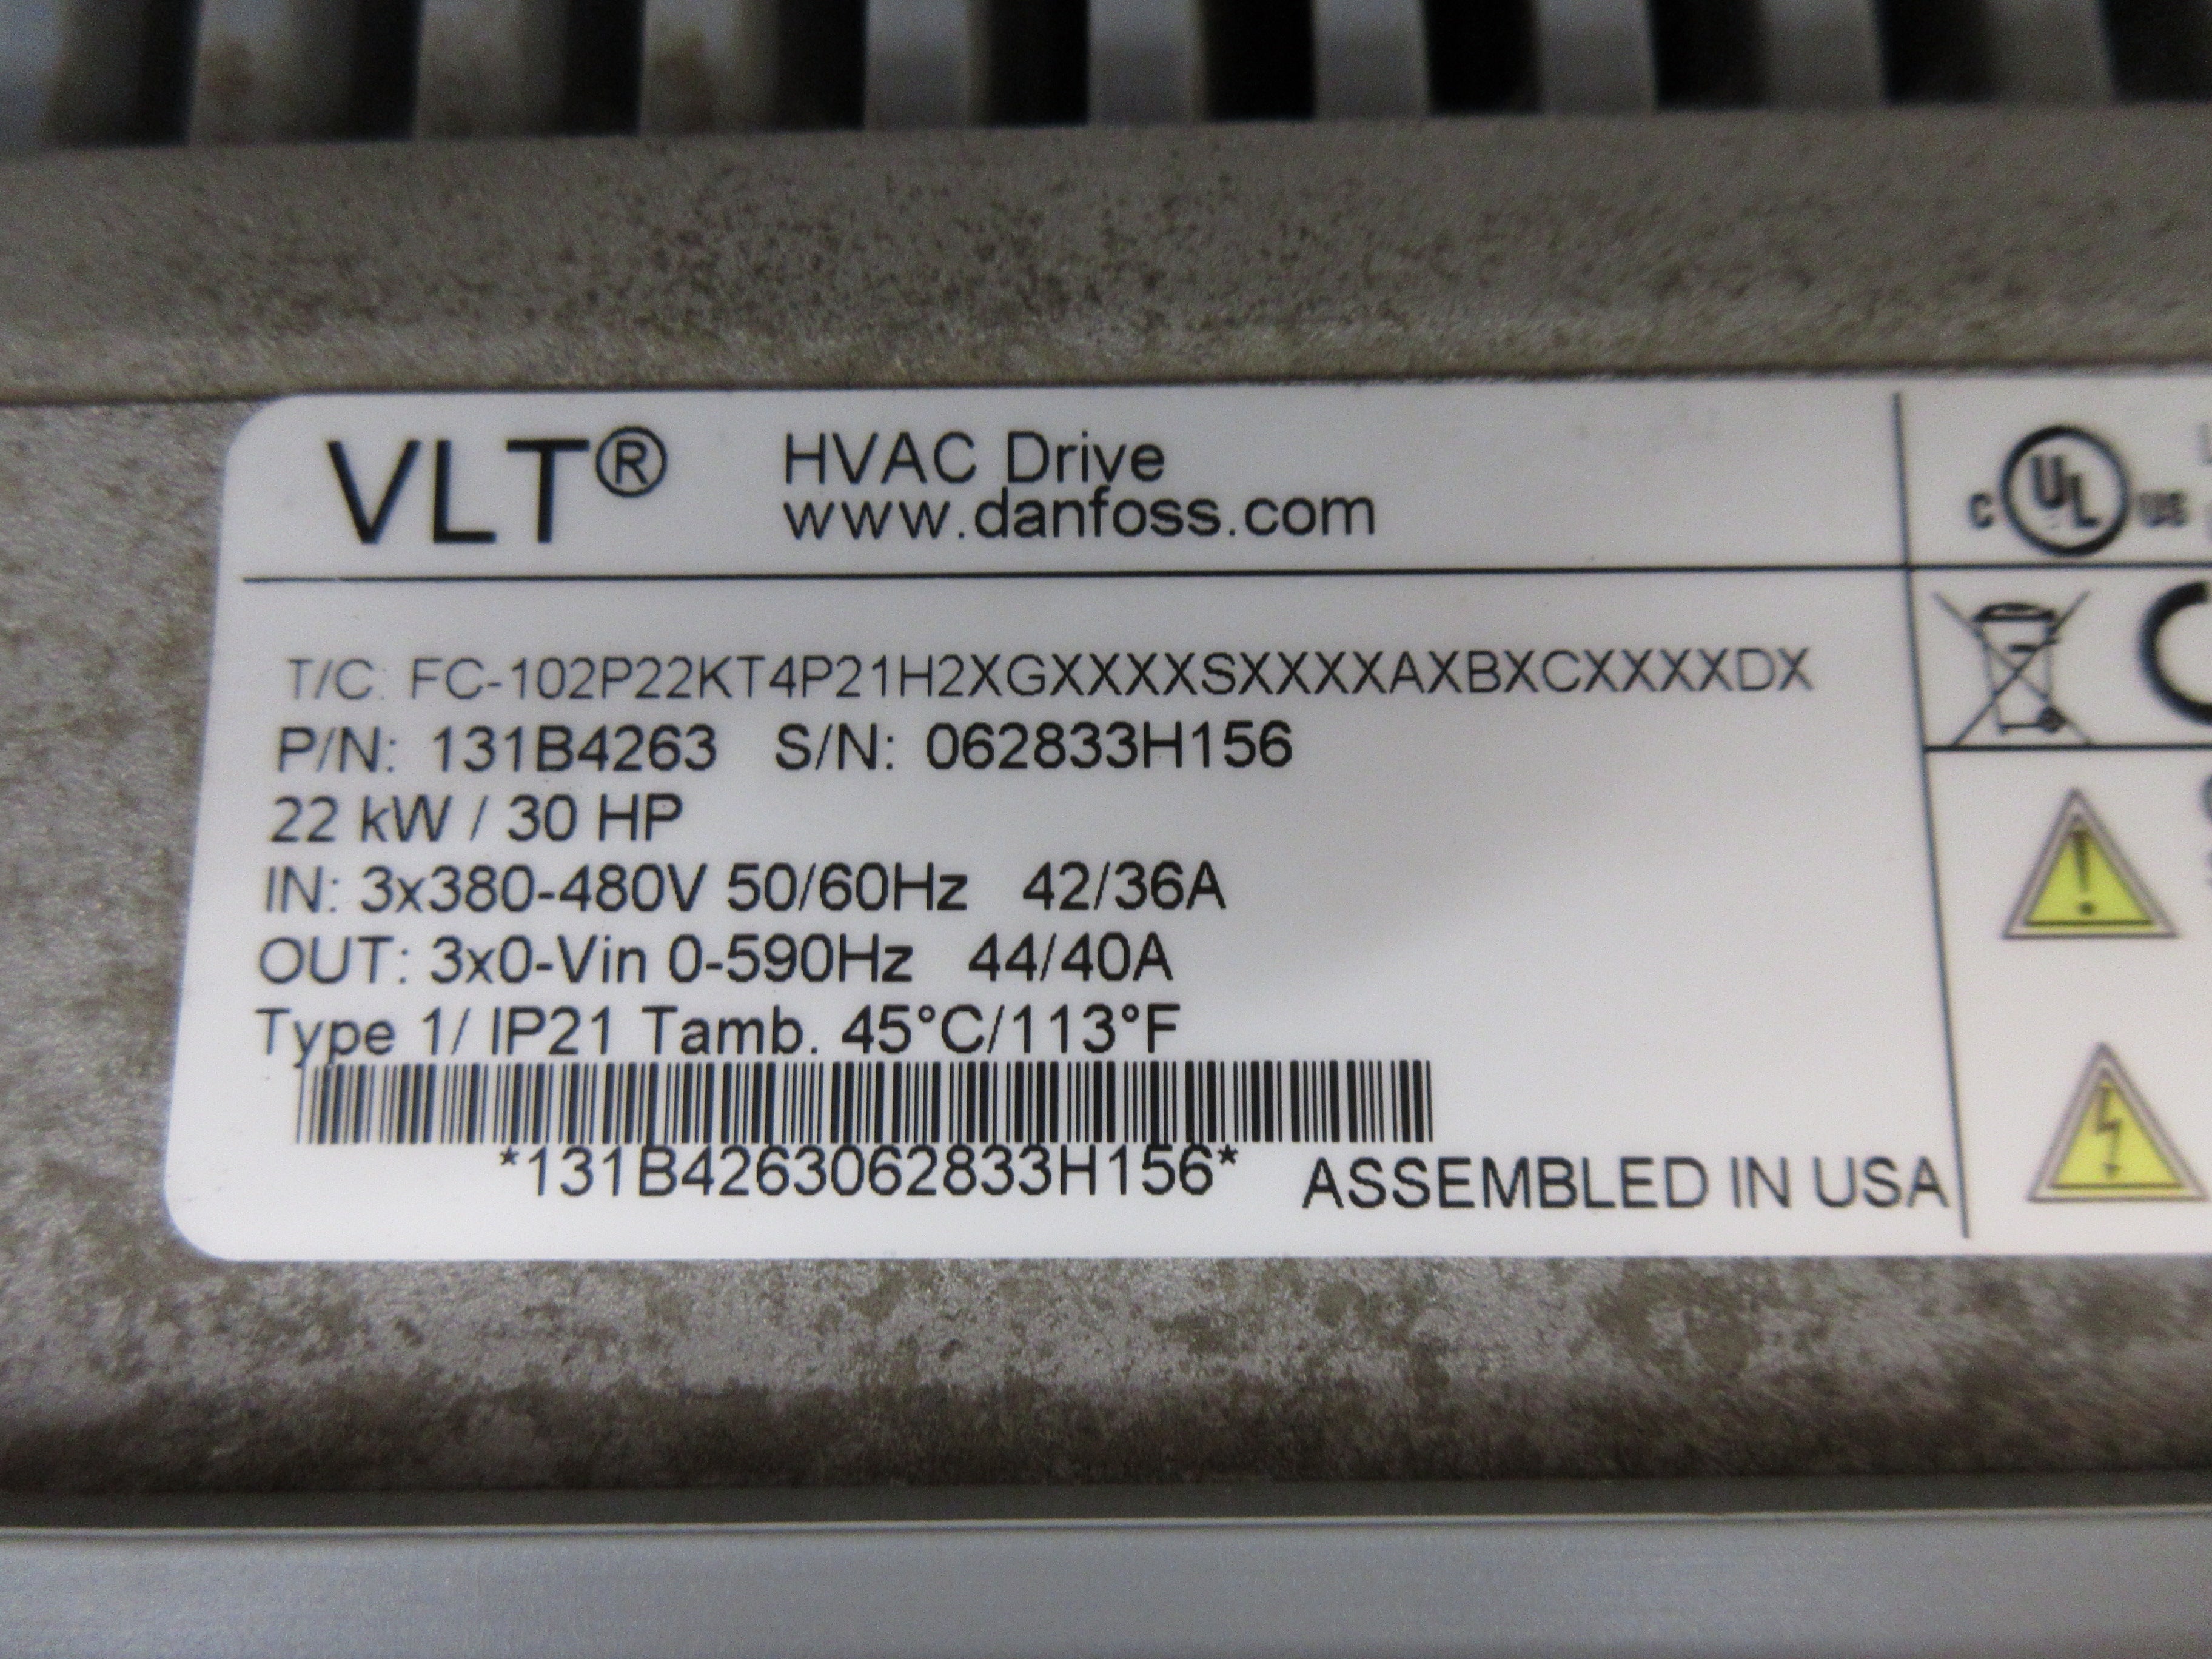 VLT®
HVAC Drive
www.danfoss.com
c UL us
T/C: FC-102P22KT4P21H2XGXXXXSXXXXAXBXCXXXXDX
P/N: 131B4263 S/N: 062833H156
22 kW / 30 HP
IN: 3x380-480V 50/60Hz 42/36A
OUT: 3x0-Vin 0-590Hz 44/40A
Type 1/ IP21 Tamb. 45°C/113°F
*131B4263062833H156*
ASSEMBLED IN USA